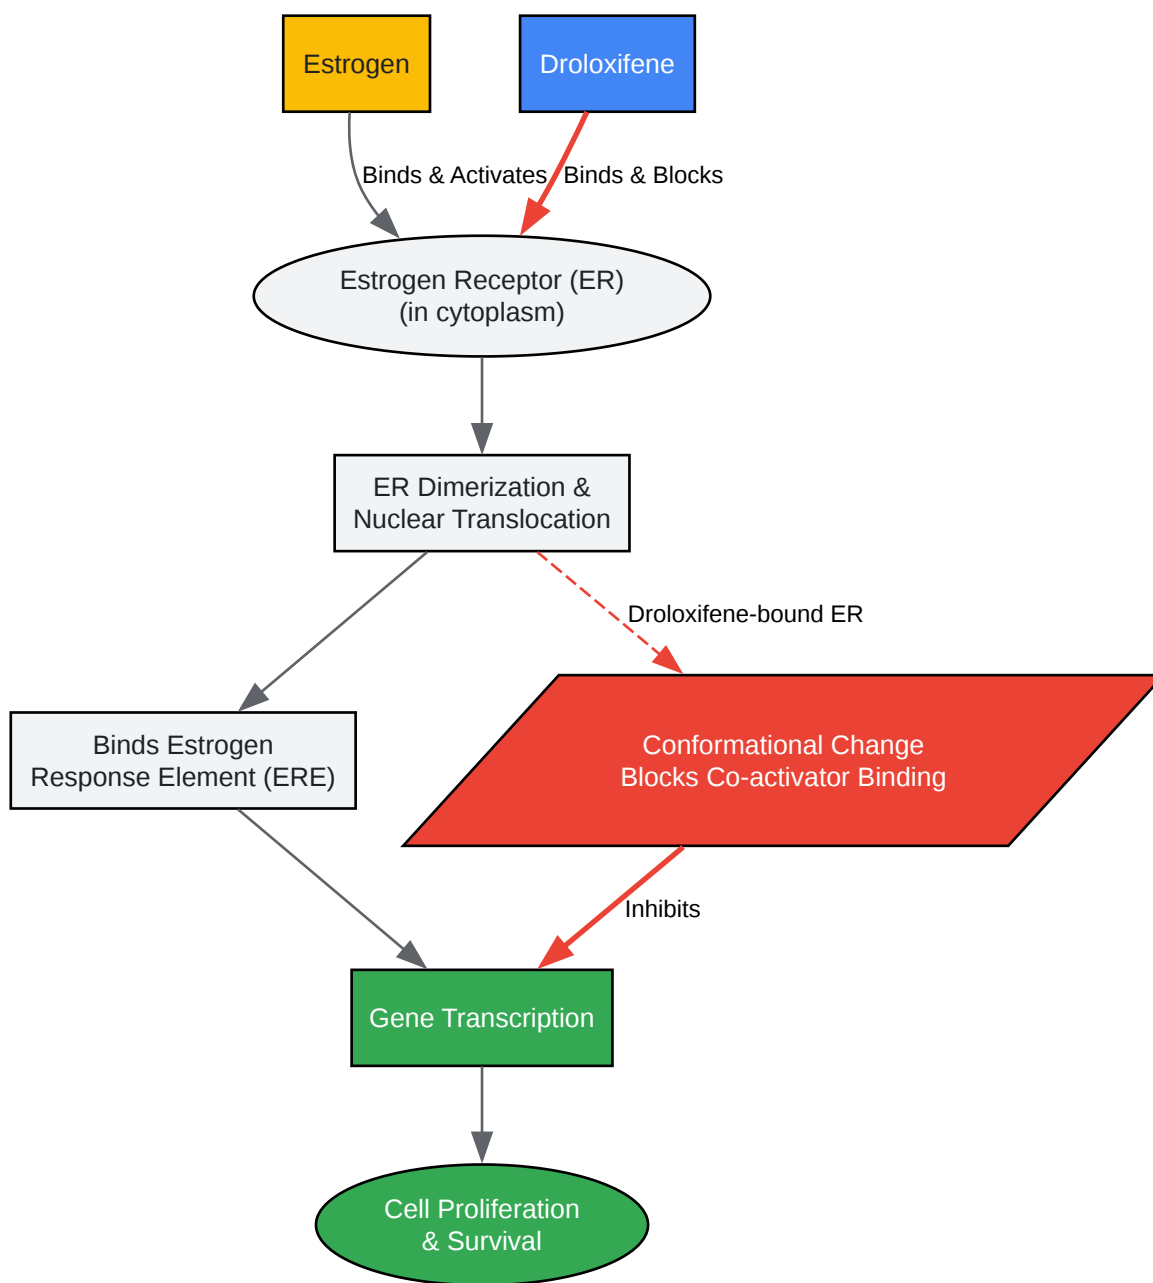 Estrogen
Droloxifene
Binds & Activates
Binds & Blocks
Estrogen Receptor (ER)
(in cytoplasm)
ER Dimerization &
Nuclear Translocation
Droloxifene-bound ER
Binds Estrogen
Response Element (ERE)
Conformational Change
Blocks Co-activator Binding
Inhibits
Gene Transcription
Cell Proliferation
& Survival